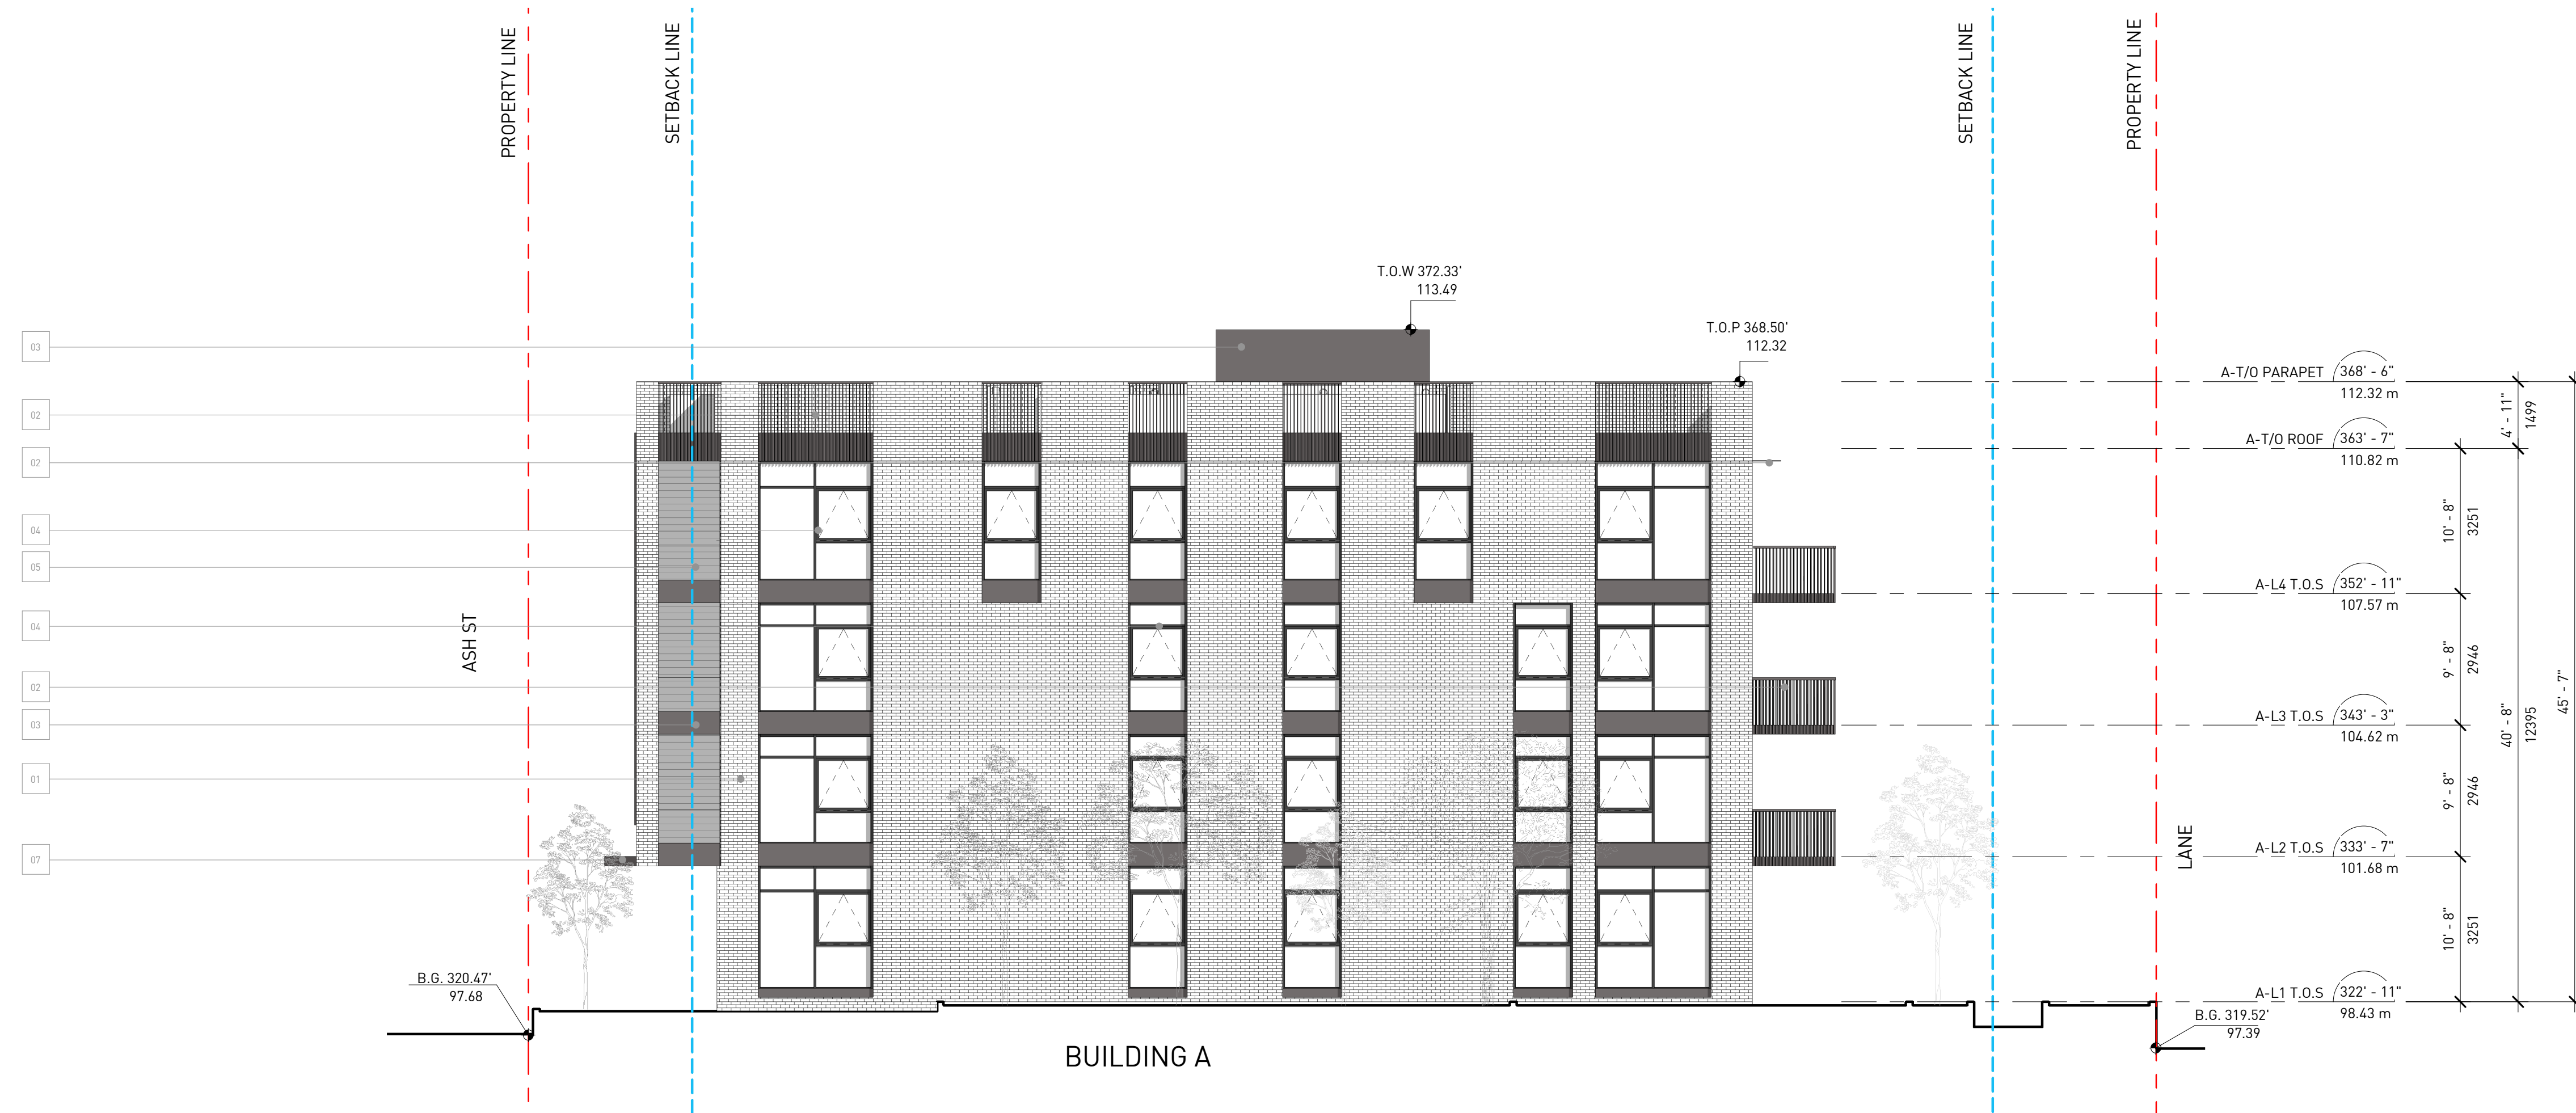 PROPERTY LINE
SETBACK LINE
SETBACK LINE
PROPERTY LINE
T.O.W 372.33'
113.49
T.O.P 368.50'
112.32
03
02
02
04
05
04
02
03
01
07
ASH ST
LANE
A-T/O PARAPET 368' - 6"
112.32 m
A-T/O ROOF 363' - 7"
110.82 m
A-L4 T.O.S 352' - 11"
107.57 m
A-L3 T.O.S 343' - 3"
104.62 m
A-L2 T.O.S 333' - 7"
101.68 m
A-L1 T.O.S 322' - 11"
98.43 m
4' - 11"
1499
10' - 8"
3251
9' - 8"
2946
9' - 8"
2946
10' - 8"
3251
40' - 8"
12395
45' - 7"
B.G. 320.47'
97.68
B.G. 319.52'
97.39
BUILDING A